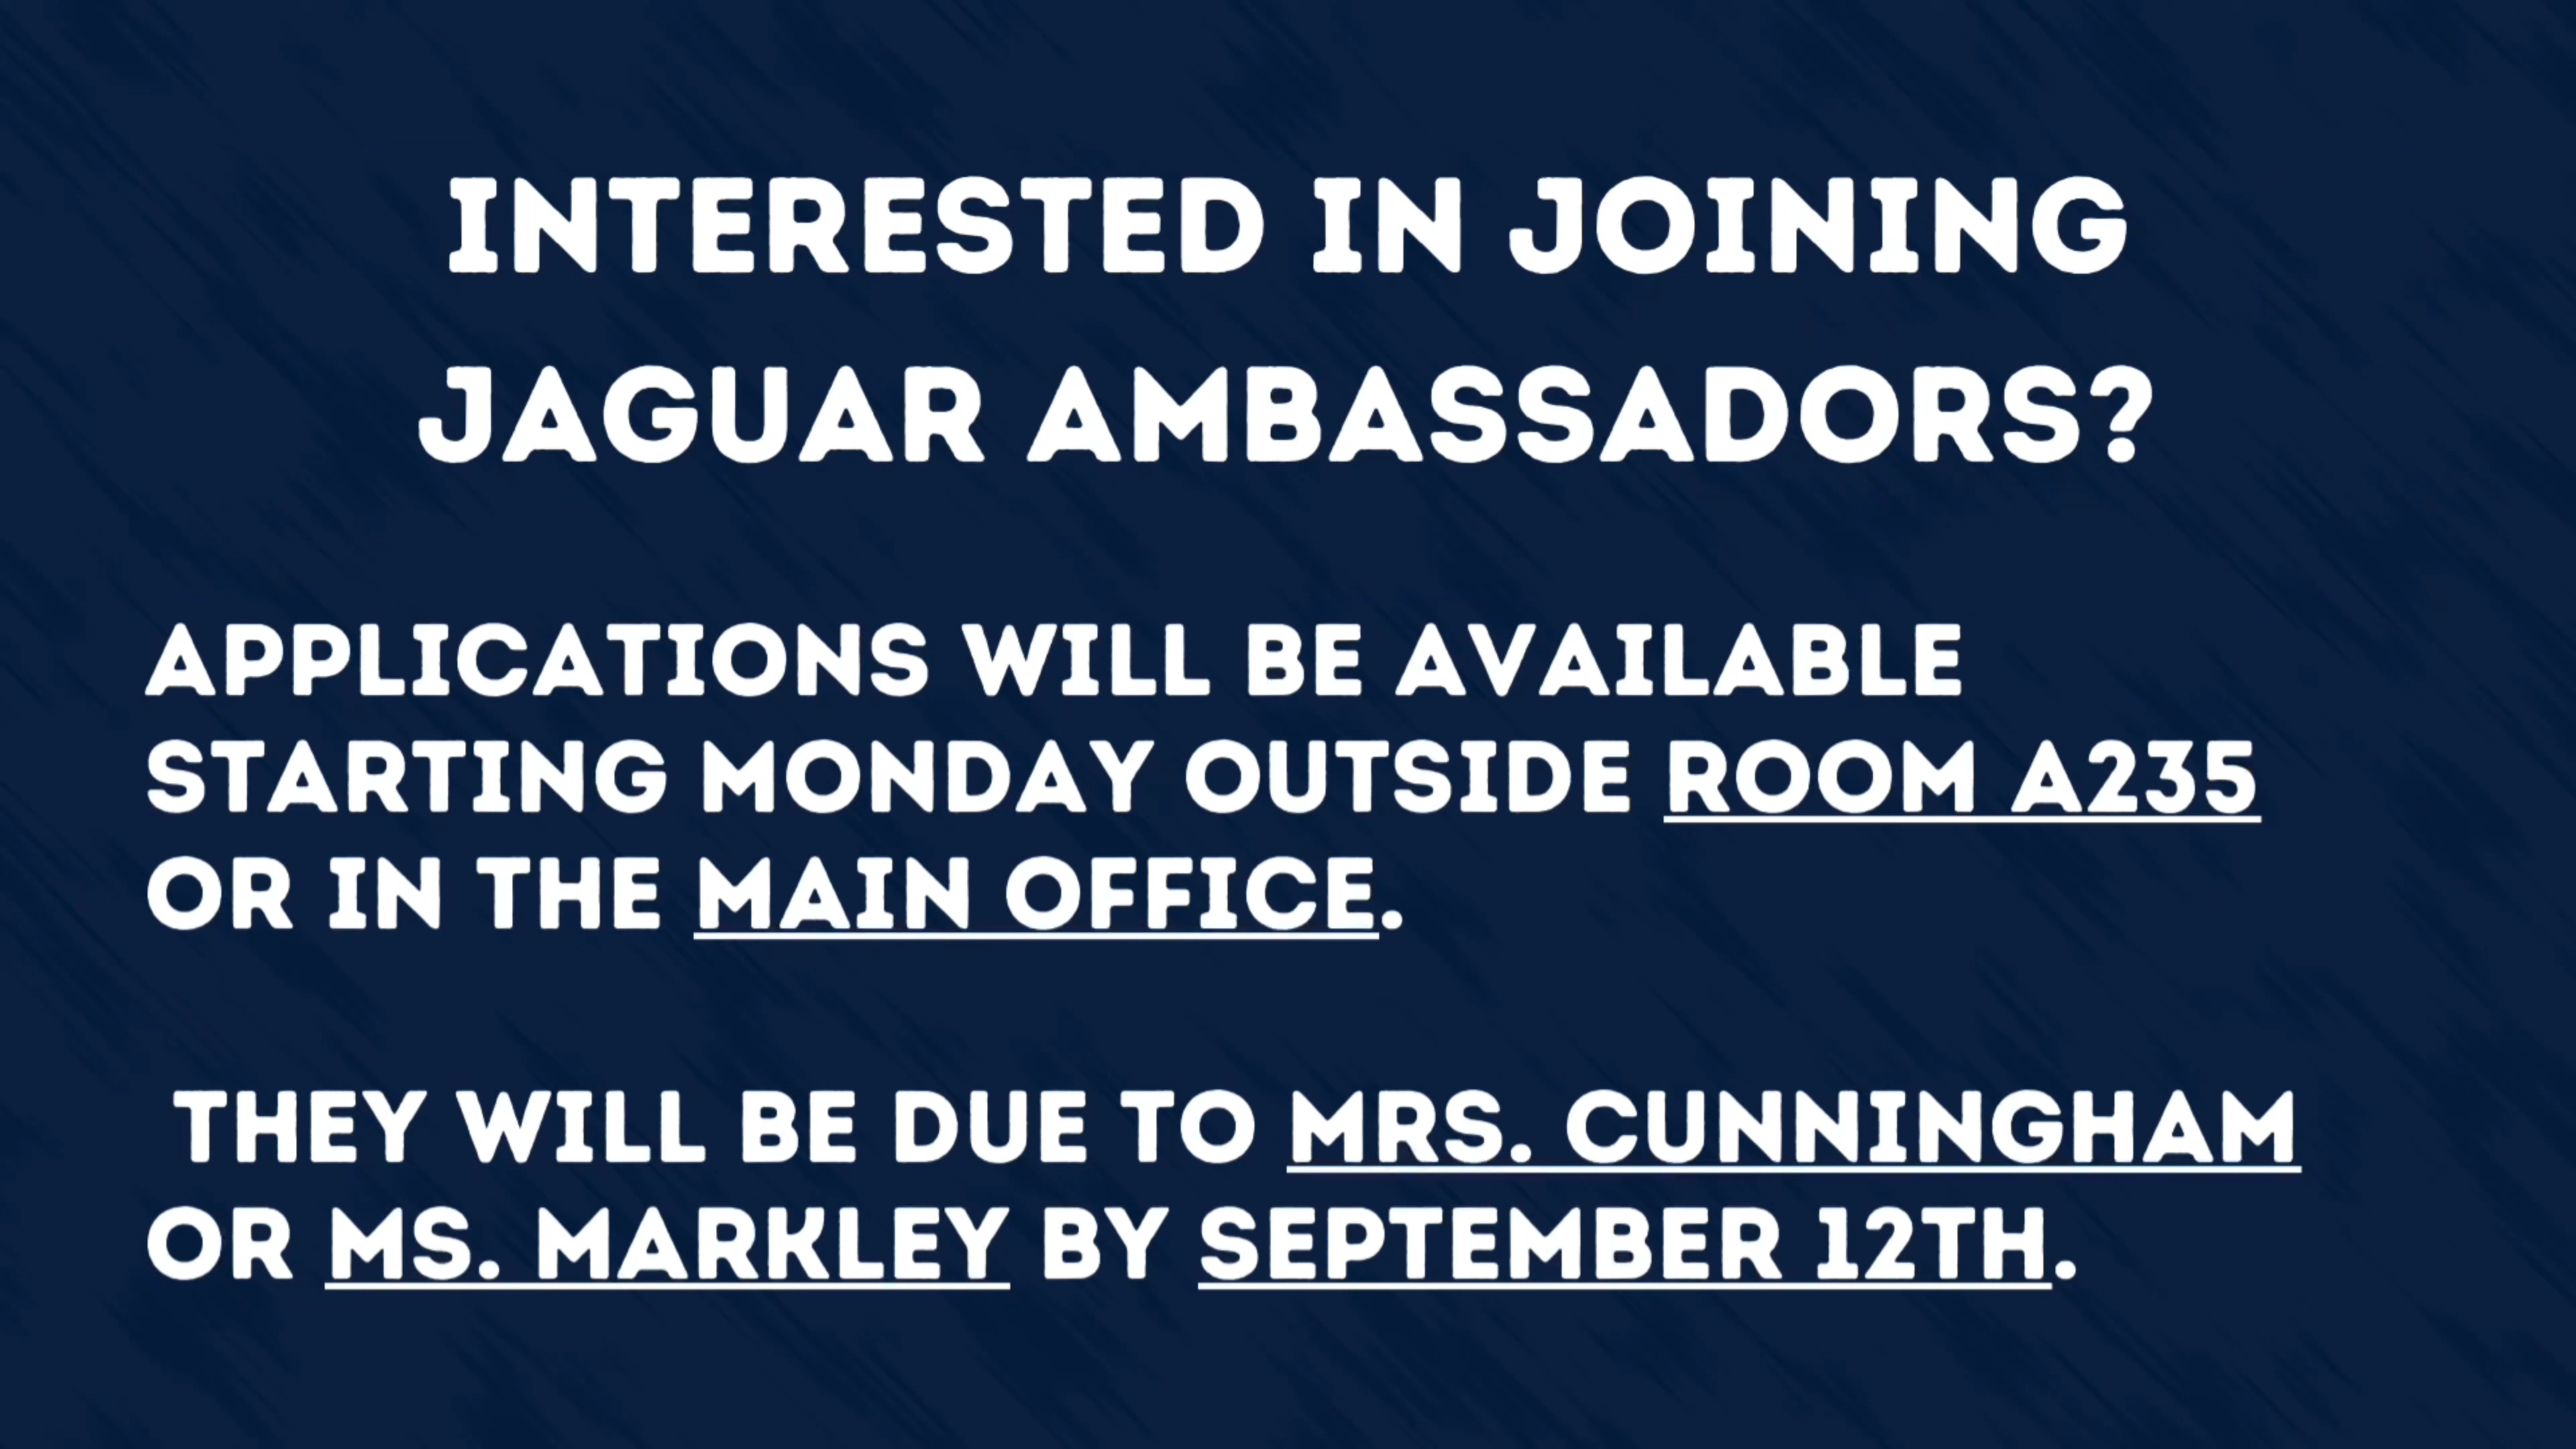 INTERESTED IN JOINING
JAGUAR AMBASSADORS?
APPLICATIONS WILL BE AVAILABLE
STARTING MONDAY OUTSIDE ROOM A235
OR IN THE MAIN OFFICE.
THEY WILL BE DUE TO MRS. CUNNINGHAM
OR MS. MARKLEY BY SEPTEMBER 12TH.